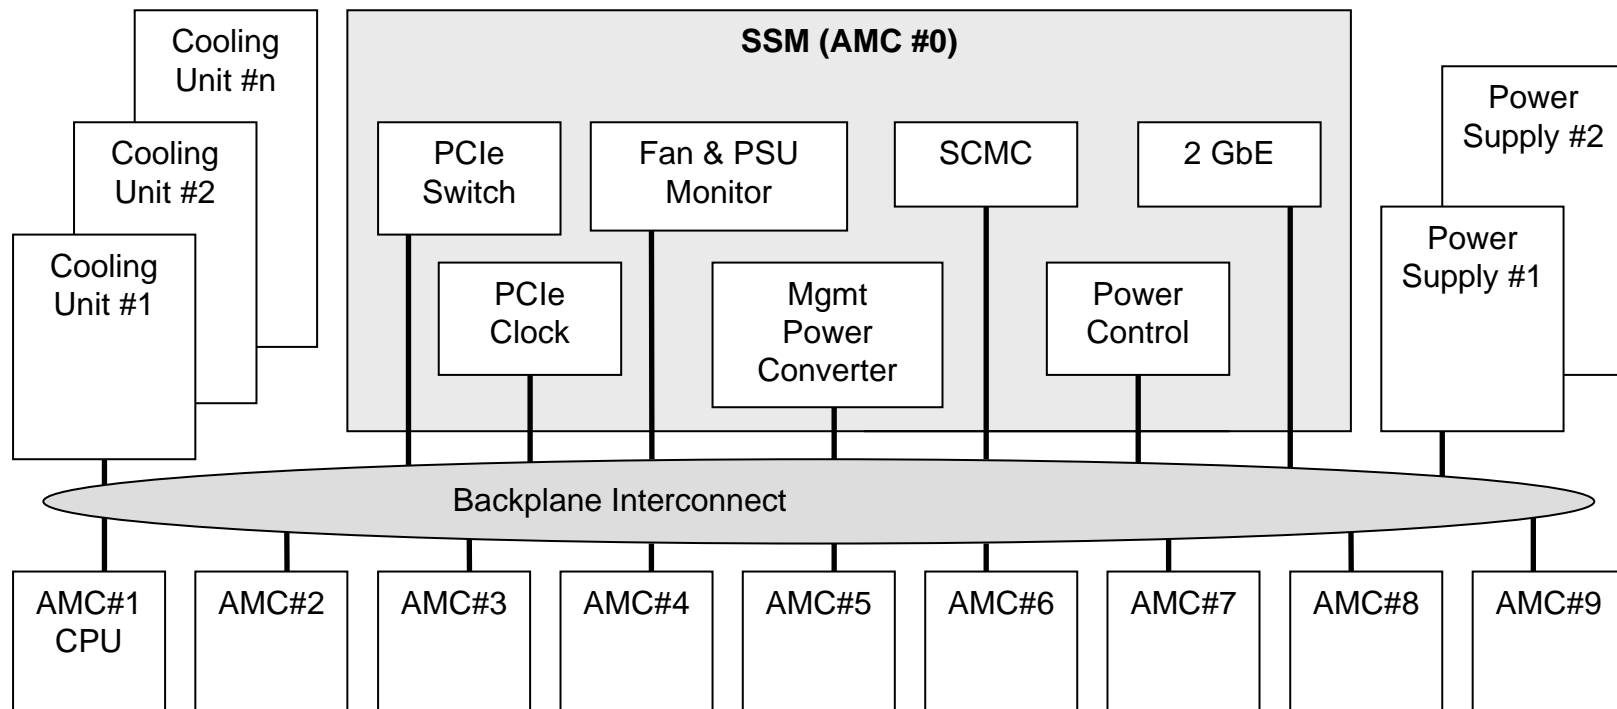 Cooling
Unit #n
Cooling
Unit #2
Cooling
Unit #1
SSM (AMC #0)
PCIe
Switch
Fan & PSU
Monitor
SCMC
2 GbE
PCIe
Clock
Mgmt
Power
Converter
Power
Control
Power
Supply #2
Power
Supply #1
Backplane Interconnect
AMC#1
CPU
AMC#2
AMC#3
AMC#4
AMC#5
AMC#6
AMC#7
AMC#8
AMC#9